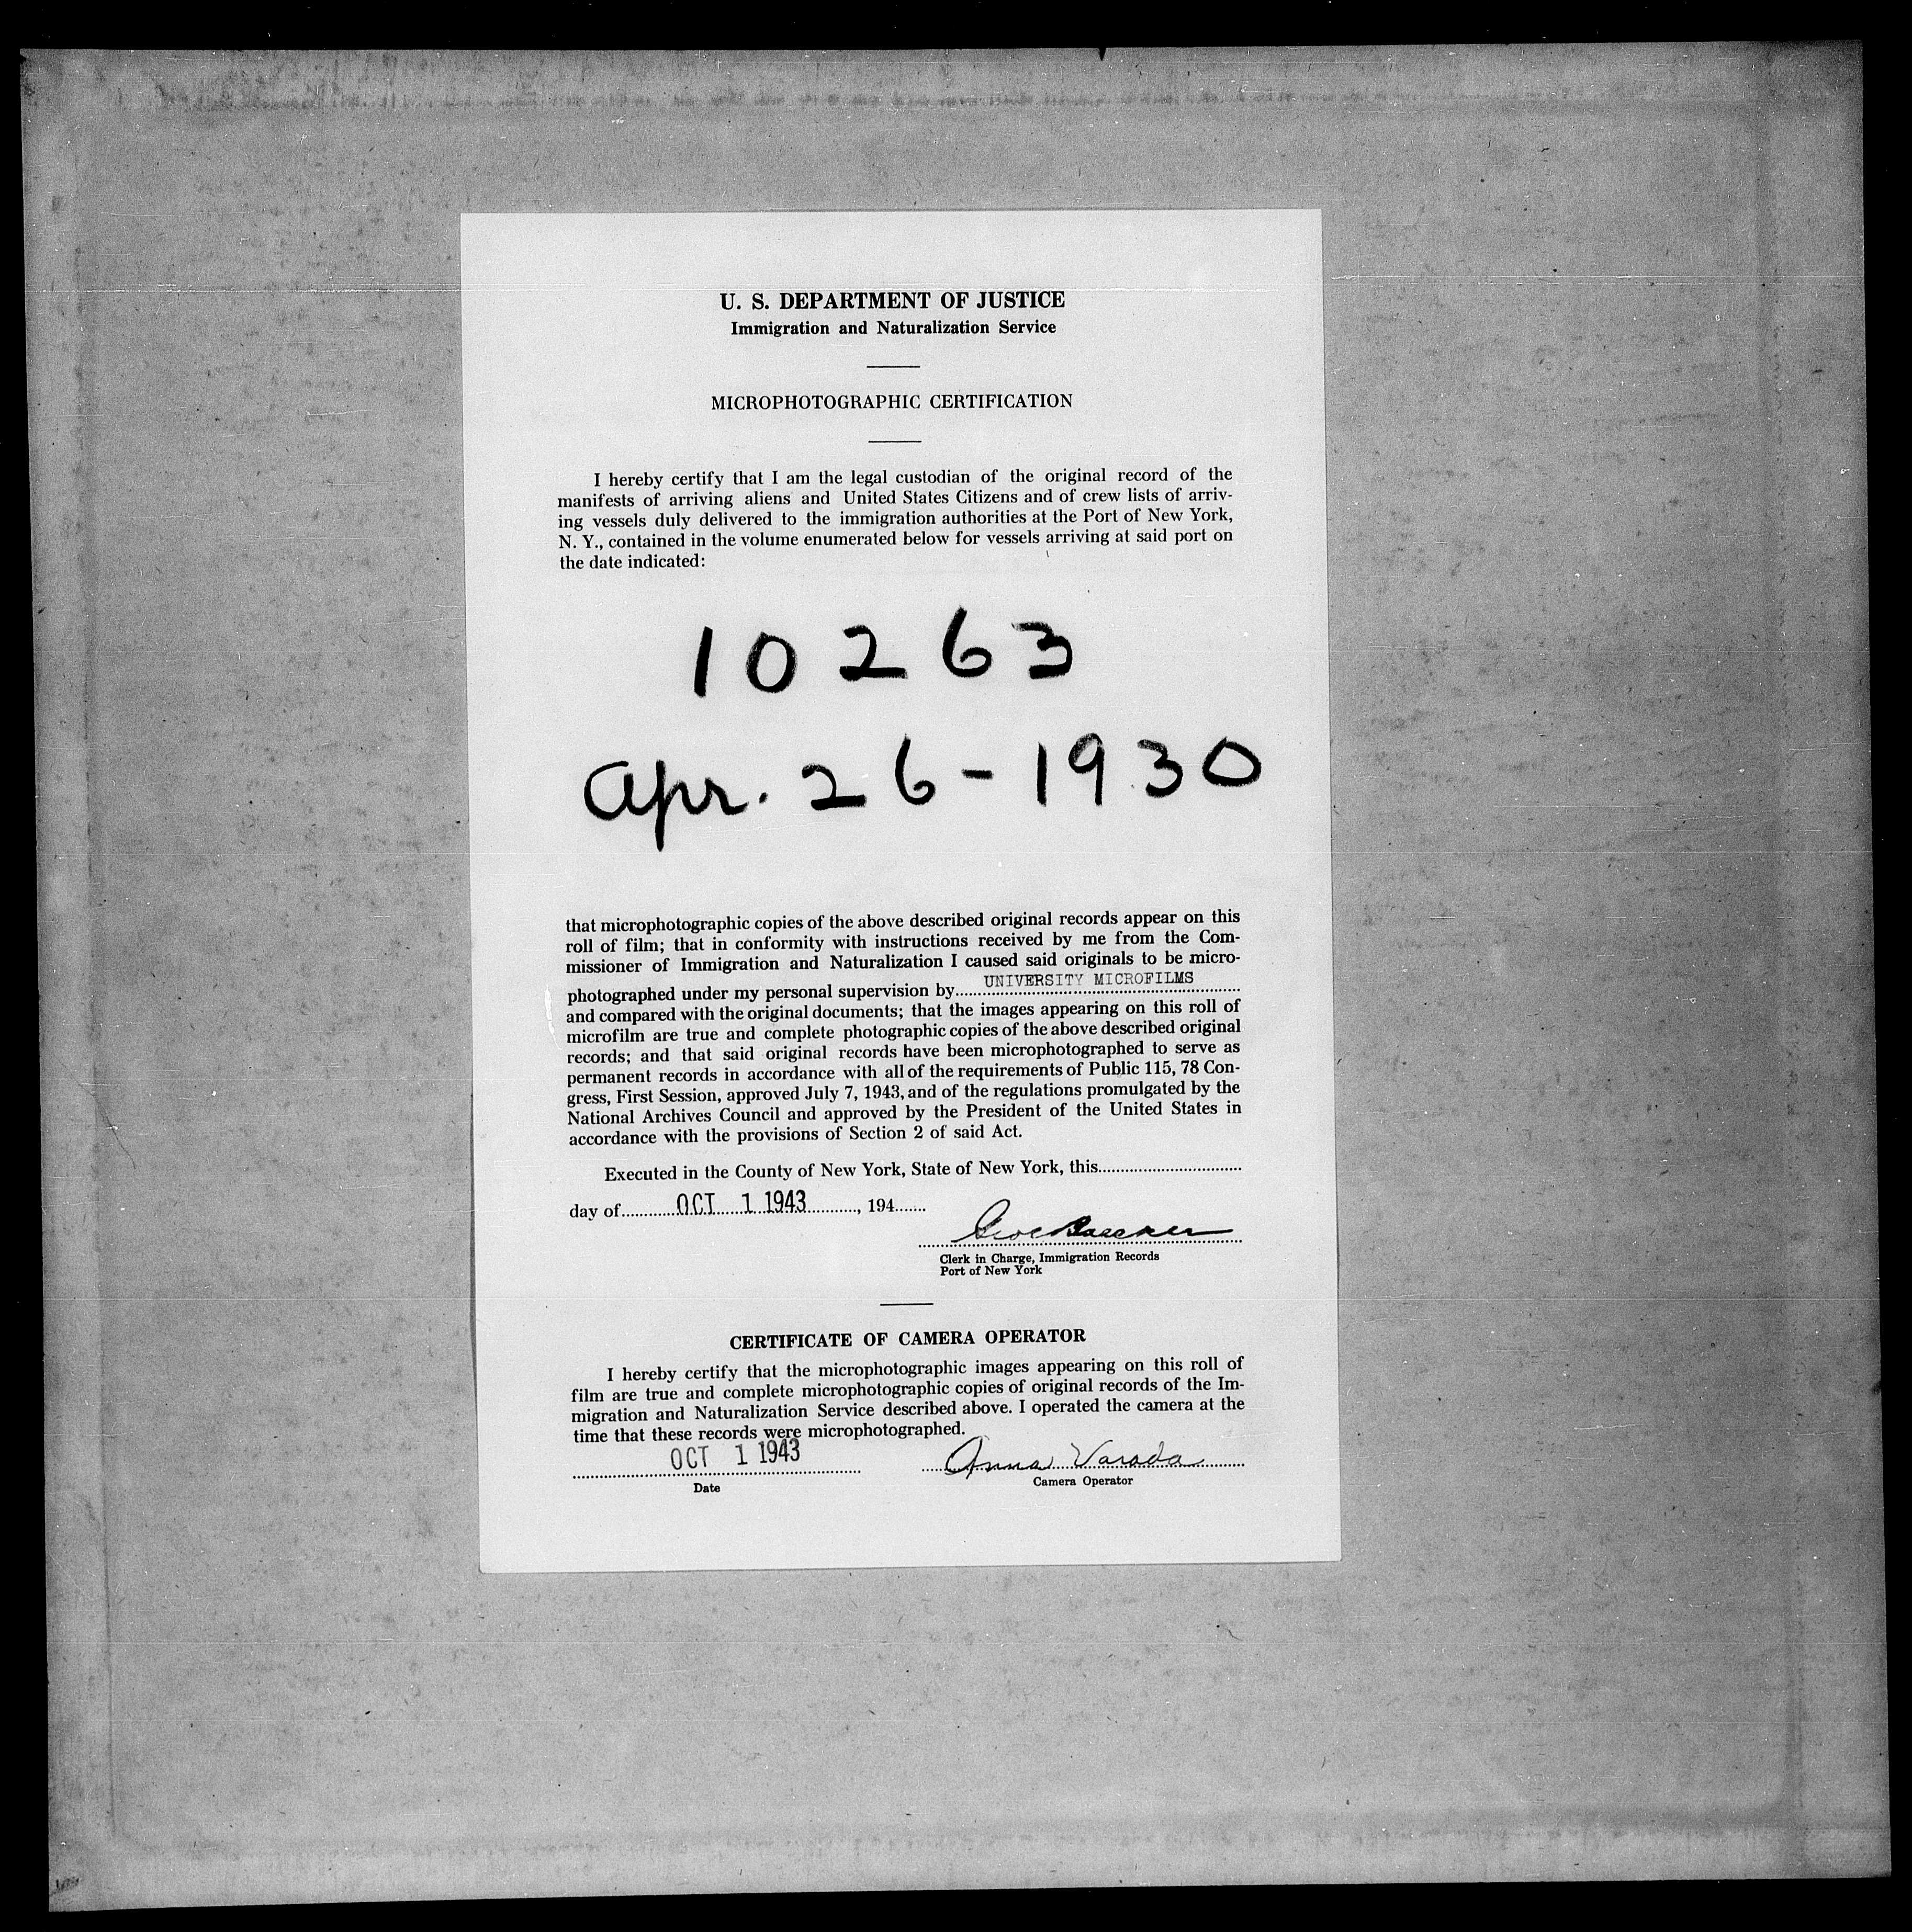 U. S. DEPARTMENT OF JUSTICE
Immigration and Naturalization Service
MICROPHOTOGRAPHIC CERTIFICATION
I hereby certify that I am the legal custodian of the original record of the
manifests of arriving aliens and United States Citizens and of crew lists of arriv-
ing vessels duly delivered to the immigration authorities at the Port of New York,
N. Y., contained in the volume enumerated below for vessels arriving at said port on
the date indicated:
10263
Apr. 26-1930
that microphotographic copies of the above described original records appear on this
roll of film; that in conformity with instructions received by me from the Com-
missioner of Immigration and Naturalization I caused said originals to be micro-
photographed under my personal supervision by UNIVERSITY MICROFILMS
and compared with the original documents; that the images appearing on this roll of
microfilm are true and complete photographic copies of the above described original
records; and that said original records have been microphotographed to serve as
permanent records in accordance with all of the requirements of Public 115, 78 Con-
gress, First Session, approved July 7, 1943, and of the regulations promulgated by the
National Archives Council and approved by the President of the United States in
accordance with the provisions of Section 2 of said Act.
Executed in the County of New York, State of New York, this
day of OCT 1 1943, 194
Clerk in Charge, Immigration Records
Port of New York
CERTIFICATE OF CAMERA OPERATOR
I hereby certify that the microphotographic images appearing on this roll of
film are true and complete microphotographic copies of original records of the Im-
migration and Naturalization Service described above. I operated the camera at the
time that these records were microphotographed.
OCT 1 1943 Anna Varada
Date Camera Operator